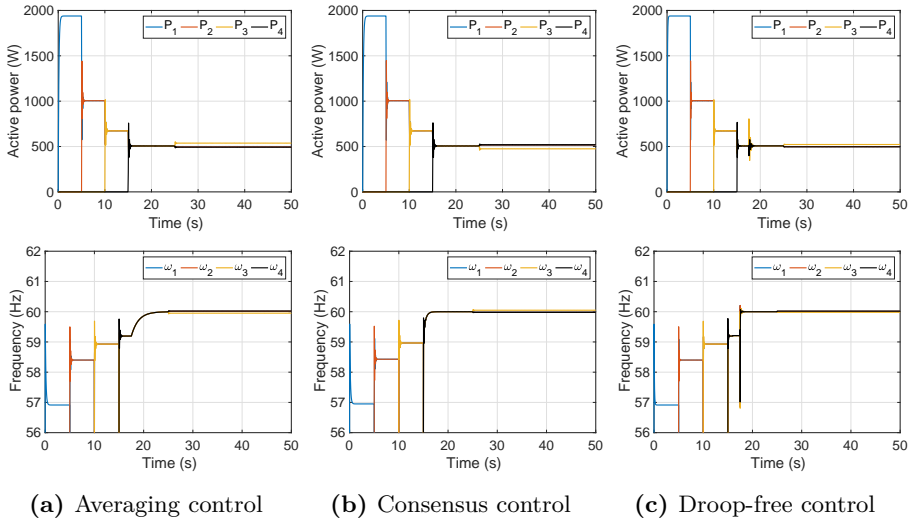 P1 P2 P3 P4
Active power (W)
2000
1500
1000
500
0
0 10 20 30 40 50
Time (s)
P1 P2 P3 P4
Active power (W)
2000
1500
1000
500
0
0 10 20 30 40 50
Time (s)
P1 P2 P3 P4
Active power (W)
2000
1500
1000
500
0
0 10 20 30 40 50
Time (s)
ω1 ω2 ω3 ω4
Frequency (Hz)
62
61
60
59
58
57
56
0 10 20 30 40 50
Time (s)
ω1 ω2 ω3 ω4
Frequency (Hz)
62
61
60
59
58
57
56
0 10 20 30 40 50
Time (s)
ω1 ω2 ω3 ω4
Frequency (Hz)
62
61
60
59
58
57
56
0 10 20 30 40 50
Time (s)
(a) Averaging control
(b) Consensus control
(c) Droop-free control